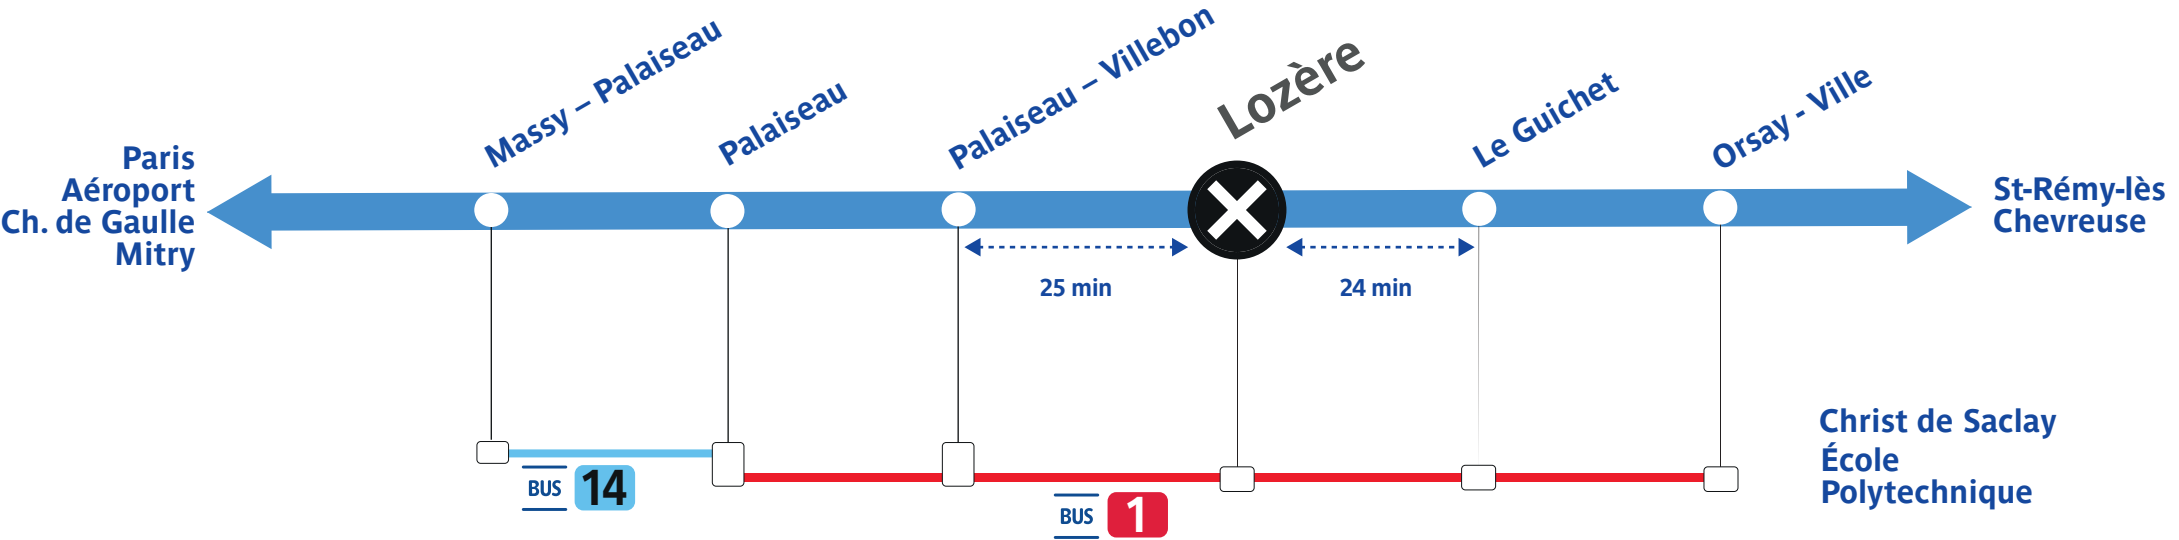 Massy – Palaiseau
Palaiseau
Palaiseau – Villebon
Lozère
Le Guichet
Orsay - Ville
Paris
Aéroport
Ch. de Gaulle
Mitry
St-Rémy-lès
Chevreuse
25 min
24 min
Christ de Saclay
École
Polytechnique
BUS 14
BUS 1